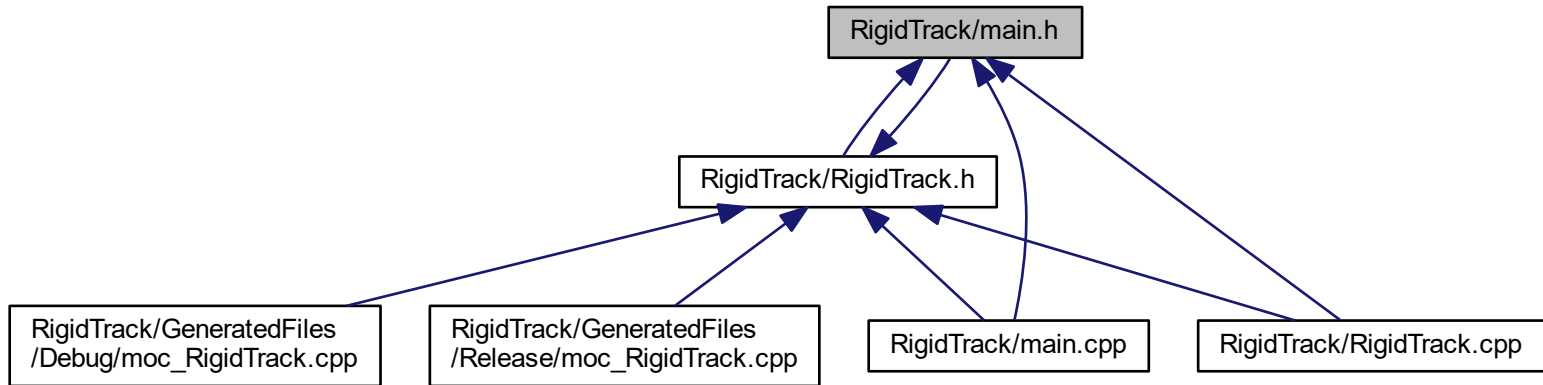 RigidTrack/main.h
RigidTrack/RigidTrack.h
RigidTrack/GeneratedFiles
/Debug/moc_RigidTrack.cpp
RigidTrack/GeneratedFiles
/Release/moc_RigidTrack.cpp
RigidTrack/main.cpp
RigidTrack/RigidTrack.cpp